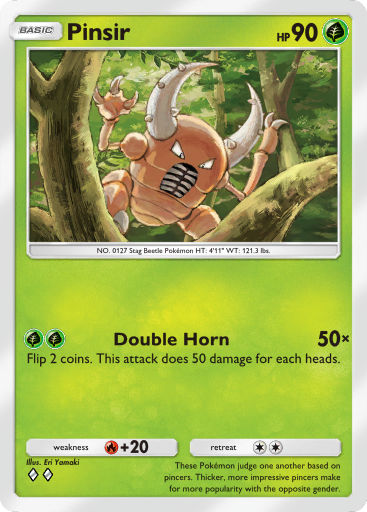 BASIC Pinsir HP 90
NO. 0127 Stag Beetle Pokémon HT: 4'11" WT: 121.3 lbs.
Double Horn 50×
Flip 2 coins. This attack does 50 damage for each heads.
weakness +20 retreat
Illus. Eri Yamaki
These Pokémon judge one another based on
pincers. Thicker, more impressive pincers make
for more popularity with the opposite gender.